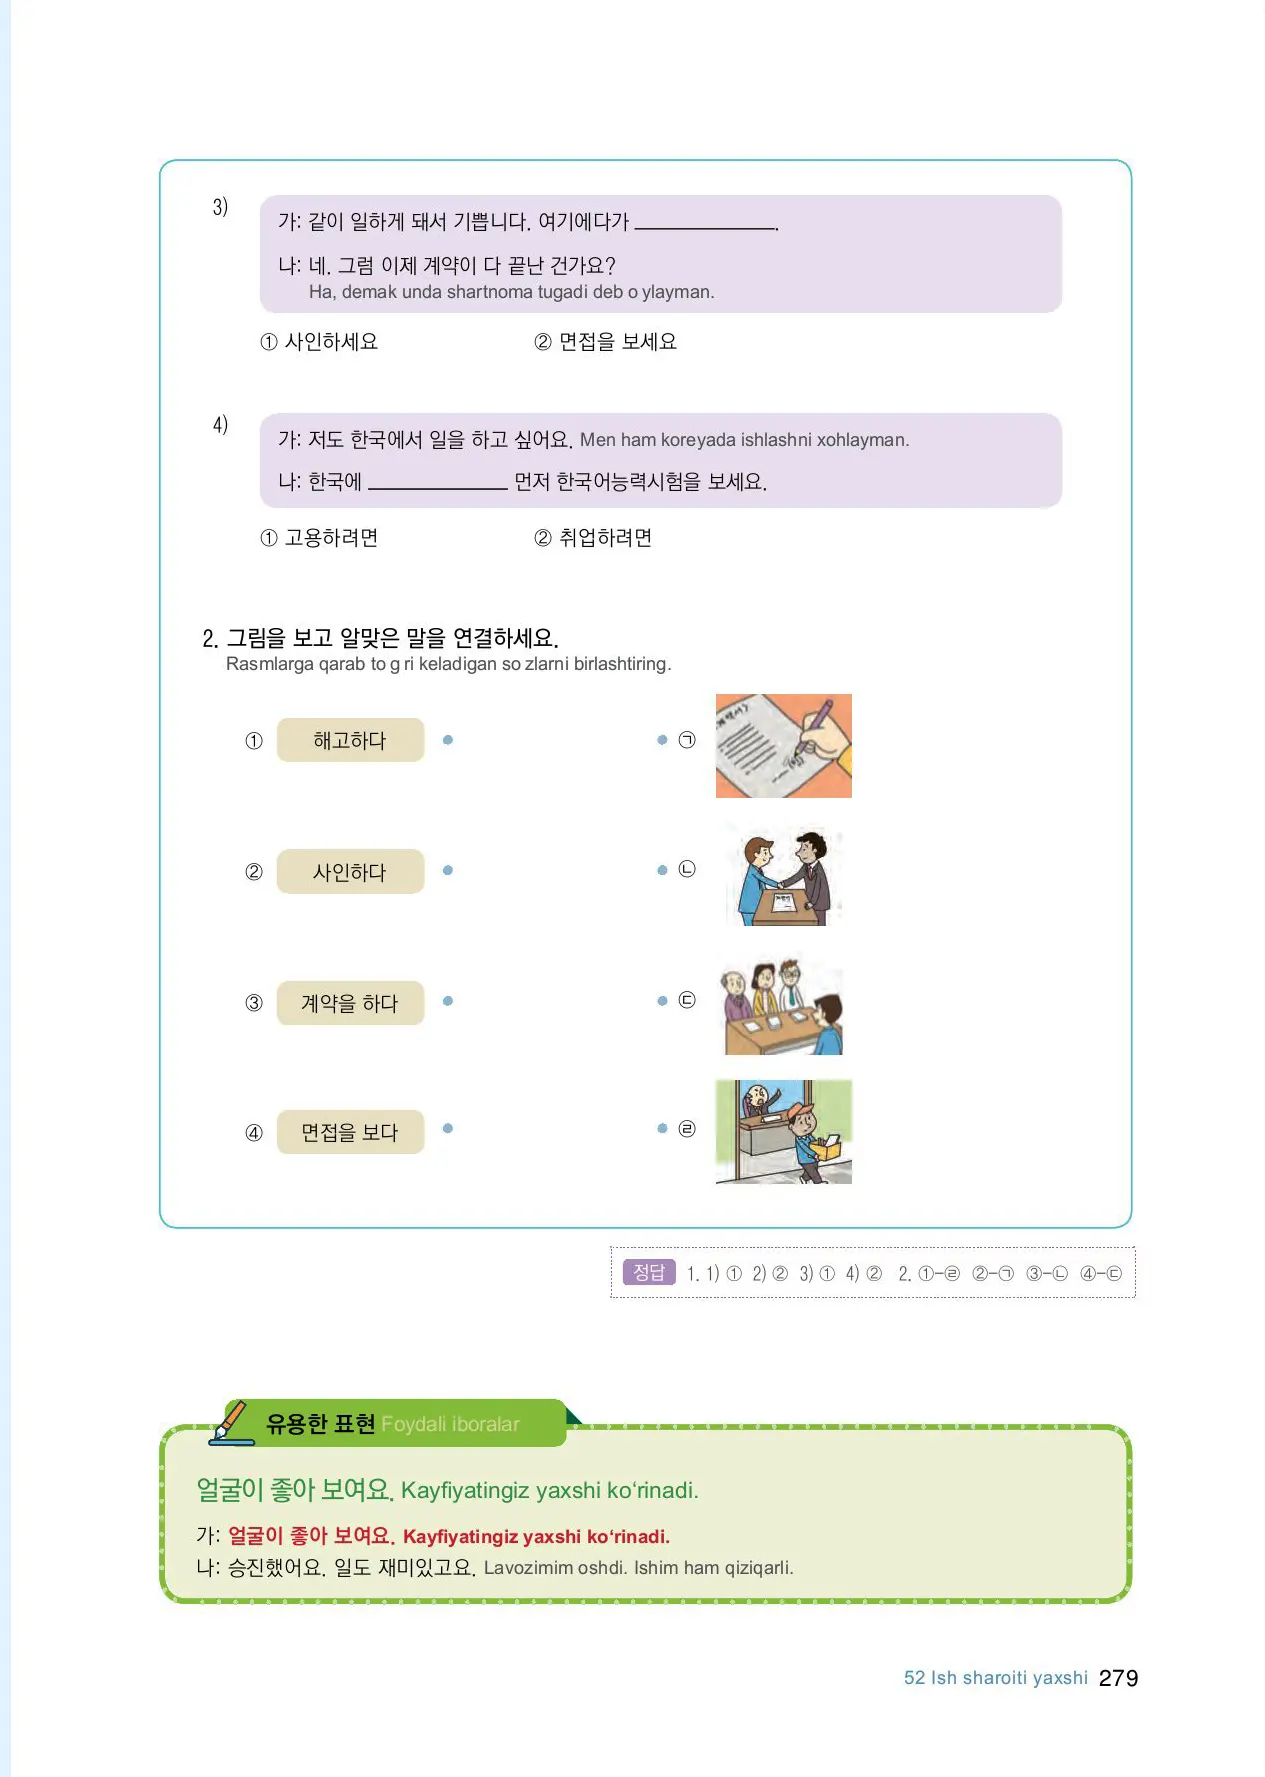 3)
가: 같이 일하게 돼서 기쁩니다. 여기에다가 ____________.
나: 네. 그럼 이제 계약이 다 끝난 건가요?
Ha, demak unda shartnoma tugadi deb o ylayman.
① 사인하세요 ② 면접을 보세요
4)
가: 저도 한국에서 일을 하고 싶어요. Men ham koreyada ishlashni xohlayman.
나: 한국에 ____________ 먼저 한국어능력시험을 보세요.
① 고용하려면 ② 취업하려면
2. 그림을 보고 알맞은 말을 연결하세요.
Rasmlarga qarab to g ri keladigan so zlarni birlashtiring.
① 해고하다 ㉠
② 사인하다 ㉡
③ 계약을 하다 ㉢
④ 면접을 보다 ㉣
정답 1. 1) ① 2) ② 3) ① 4) ② 2. ①-㉣ ②-㉠ ③-㉡ ④-㉢
유용한 표현 Foydali iboralar
얼굴이 좋아 보여요. Kayfiyatingiz yaxshi ko‘rinadi.
가: 얼굴이 좋아 보여요. Kayfiyatingiz yaxshi ko‘rinadi.
나: 승진했어요. 일도 재미있고요. Lavozimim oshdi. Ishim ham qiziqarli.
52 Ish sharoiti yaxshi 279